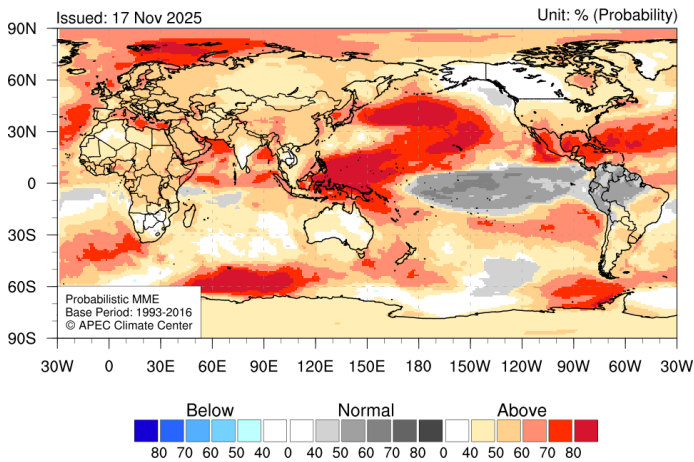 Issued: 17 Nov 2025
Unit: % (Probability)
90N
60N
30N
0
30S
60S
90S
Probabilistic MME
Base Period: 1993-2016
© APEC Climate Center
30W 0 30E 60E 90E 120E 150E 180 150W 120W 90W 60W 30W
Below Normal Above
80 70 60 50 40 0 40 50 60 70 80 0 40 50 60 70 80